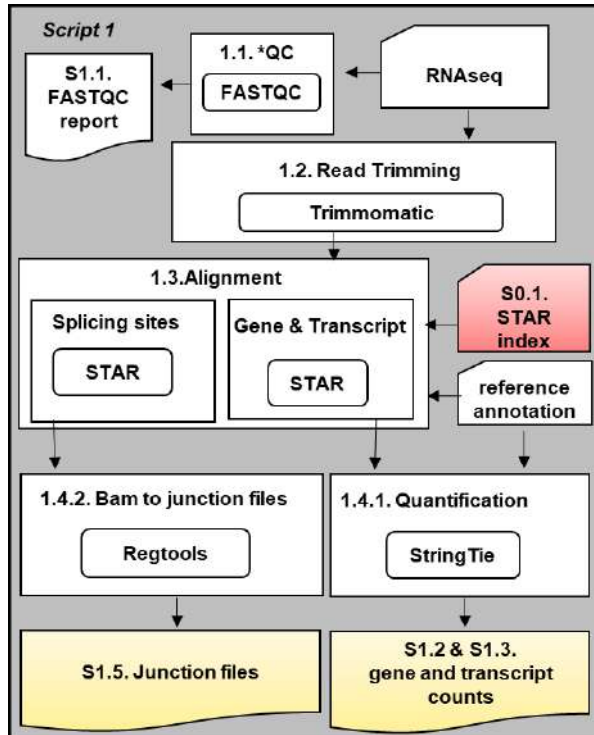 Script 1
1.1. *QC
FASTQC
S1.1.
FASTQC
report
RNAseq
1.2. Read Trimming
Trimmomatic
1.3.Alignment
Splicing sites
STAR
Gene & Transcript
STAR
S0.1.
STAR
index
reference
annotation
1.4.2. Bam to junction files
Regtools
1.4.1. Quantification
StringTie
S1.5. Junction files
S1.2 & S1.3.
gene and transcript
counts